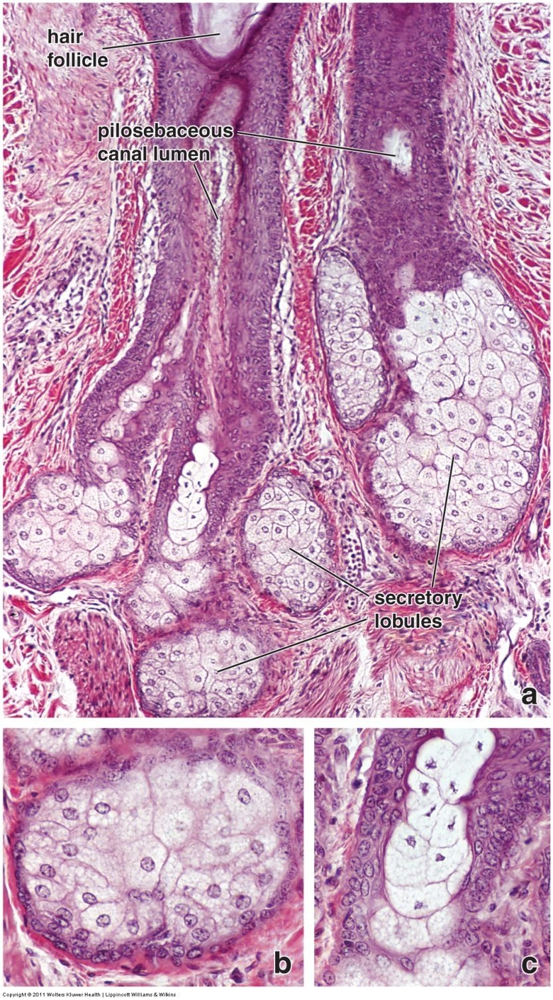 hair
follicle
pilosebaceous
canal lumen
secretory
lobules
a
b
c
Copyright © 2011 Wolters Kluwer Health | Lippincott Williams & Wilkins